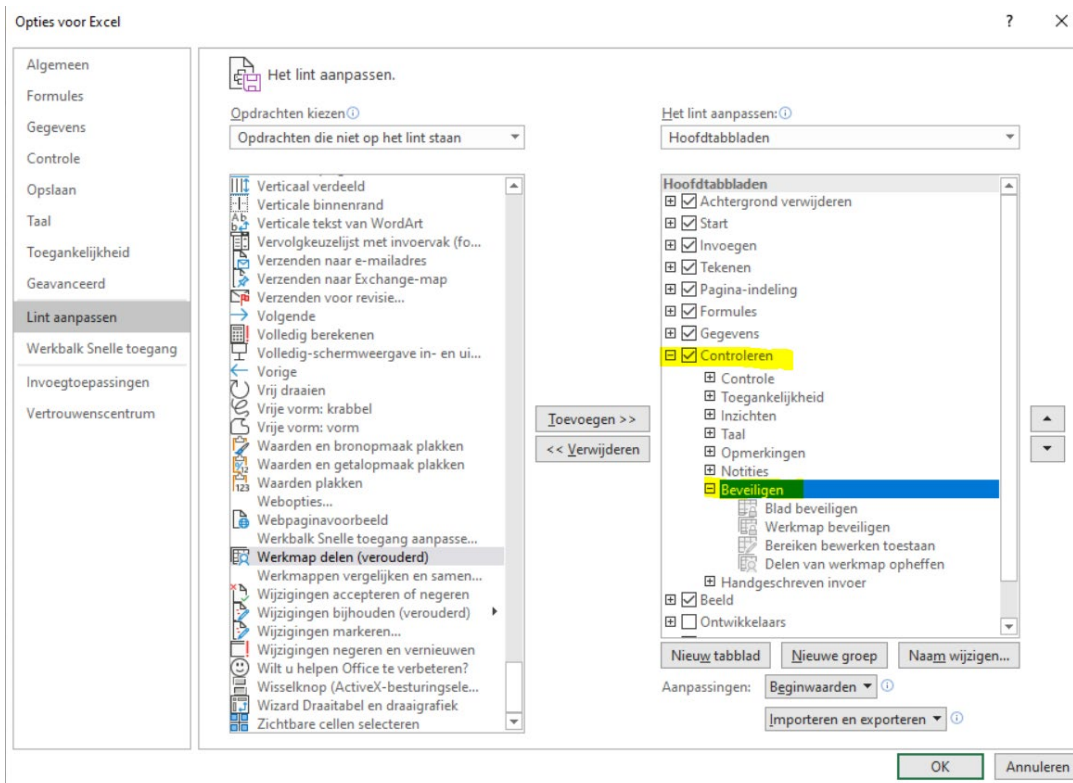 Opties voor Excel
?
Algemeen
Formules
Gegevens
Controle
Opslaan
Taal
Toegankelijkheid
Geavanceerd
Lint aanpassen
Werkbalk Snelle toegang
Invoegtoepassingen
Vertrouwenscentrum
Het lint aanpassen.
Opdrachten kiezen
Opdrachten die niet op het lint staan
Verticaal verdeeld
Verticale binnenrand
Verticale tekst van WordArt
Vervolgkeuzelijst met invoervak (fo...
Verzenden naar e-mailadres
Verzenden naar Exchange-map
Verzenden voor revisie...
Volgende
Volledig berekenen
Volledig-schermweergave in- en ui...
Vorige
Vrij draaien
Vrije vorm: krabbel
Vrije vorm: vorm
Waarden en bronopmaak plakken
Waarden en getalopmaak plakken
Waarden plakken
Webopties...
Webpaginavoorbeeld
Werkbalk Snelle toegang aanpasse...
Werkmap delen (verouderd)
Werkmappen vergelijken en samen...
Wijzigingen accepteren of negeren
Wijzigingen bijhouden (verouderd)
Wijzigingen markeren...
Wijzigingen negeren en vernieuwen
Wilt u helpen Office te verbeteren?
Wisselknop (ActiveX-besturingsele...
Wizard Draaitabel en draaigrafiek
Zichtbare cellen selecteren
Toevoegen >>
<< Verwijderen
Het lint aanpassen:
Hoofdtabbladen
Hoofdtabbladen
Achtergrond verwijderen
Start
Invoegen
Tekenen
Pagina-indeling
Formules
Gegevens
Controleren
Controle
Toegankelijkheid
Inzichten
Taal
Opmerkingen
Notities
Beveiligen
Blad beveiligen
Werkmap beveiligen
Bereiken bewerken toestaan
Delen van werkmap opheffen
Handgeschreven invoer
Beeld
Ontwikkelaars
Nieuw tabblad
Nieuwe groep
Naam wijzigen...
Aanpassingen:
Beginwaarden
Importeren en exporteren
OK
Annuleren